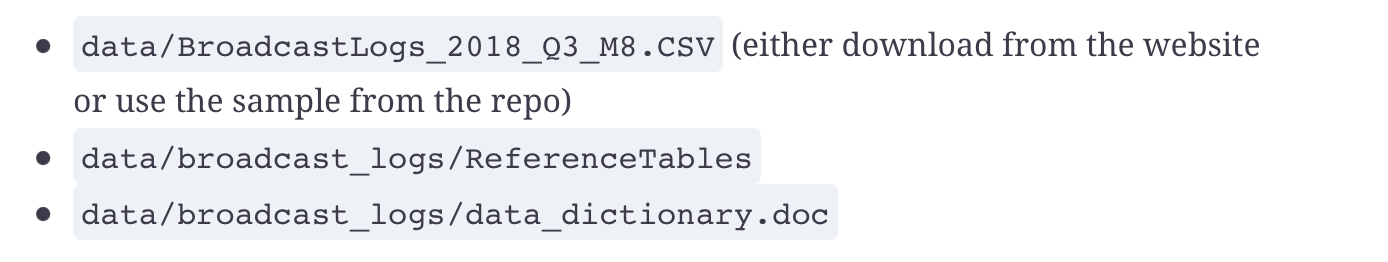 • data/BroadcastLogs_2018_Q3_M8.CSV (either download from the website
or use the sample from the repo)
• data/broadcast_logs/ReferenceTables
• data/broadcast_logs/data_dictionary.doc